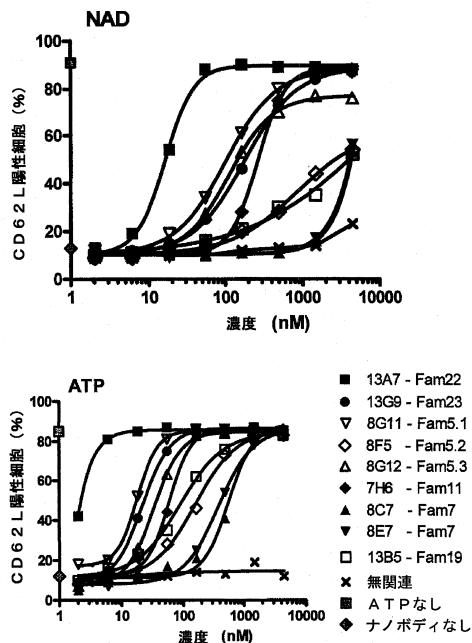 NAD
CD62L陽性細胞 (%)
100
80
60
40
20
0
1
10
100
1000
10000
濃度 (nM)
ATP
CD62L陽性細胞 (%)
100
80
60
40
20
0
1
10
100
1000
10000
濃度 (nM)
13A7 - Fam22
13G9 - Fam23
8G11 - Fam5.1
8F5 - Fam5.2
8G12 - Fam5.3
7H6 - Fam11
8C7 - Fam7
8E7 - Fam7
13B5 - Fam19
無関連
ATPなし
ナノボディなし